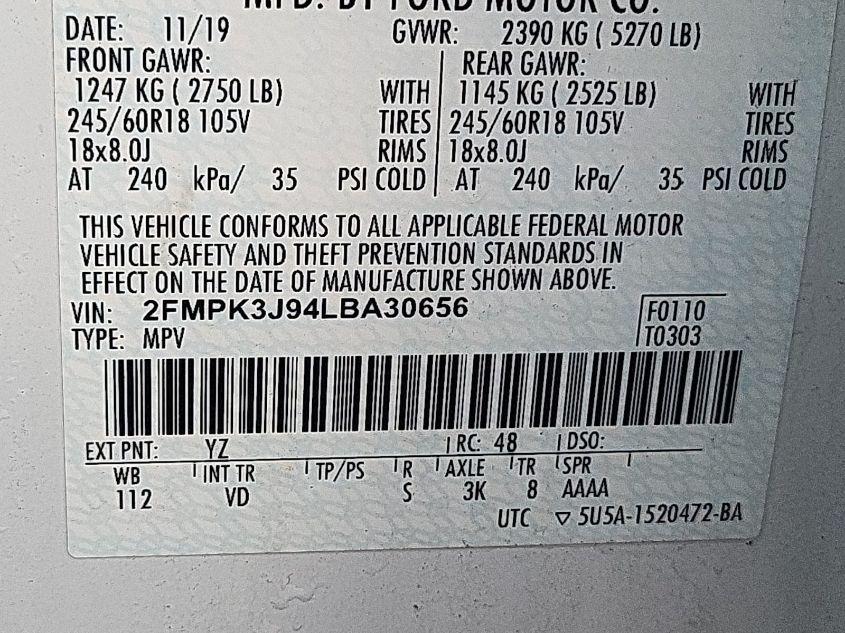 MFD. BY FORD MOTOR CO.
DATE: 11/19 GVWR: 2390 KG ( 5270 LB)
FRONT GAWR: REAR GAWR:
1247 KG ( 2750 LB) WITH 1145 KG ( 2525 LB) WITH
245/60R18 105V TIRES 245/60R18 105V TIRES
18x8.0J RIMS 18x8.0J RIMS
AT 240 kPa/ 35 PSI COLD AT 240 kPa/ 35 PSI COLD
THIS VEHICLE CONFORMS TO ALL APPLICABLE FEDERAL MOTOR
VEHICLE SAFETY AND THEFT PREVENTION STANDARDS IN
EFFECT ON THE DATE OF MANUFACTURE SHOWN ABOVE.
VIN: 2FMPK3J94LBA30656 F0110
TYPE: MPV T0303
EXT PNT: YZ RC: 48 DSO:
WB INT TR TP/PS R AXLE TR SPR
112 VD S 3K 8 AAAA
UTC ▽ 5U5A-1520472-BA